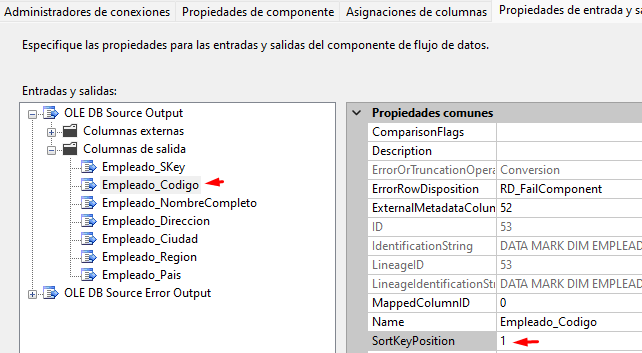 Administradores de conexiones Propiedades de componente Asignaciones de columnas Propiedades de entrada y sa
Especifique las propiedades para las entradas y salidas del componente de flujo de datos.
Entradas y salidas:
OLE DB Source Output
Columnas externas
Columnas de salida
Empleado_SKey
Empleado_Codigo
Empleado_NombreCompleto
Empleado_Direccion
Empleado_Ciudad
Empleado_Region
Empleado_Pais
OLE DB Source Error Output
Propiedades comunes
ComparisonFlags
Description
ErrorOrTruncationOpera Conversion
ErrorRowDisposition RD_FailComponent
ExternalMetadataColumn 52
ID 53
IdentificationString DATA MARK DIM EMPLEAD
LineageID 53
LineageIdentificationStri DATA MARK DIM EMPLEAD
MappedColumnID 0
Name Empleado_Codigo
SortKeyPosition 1